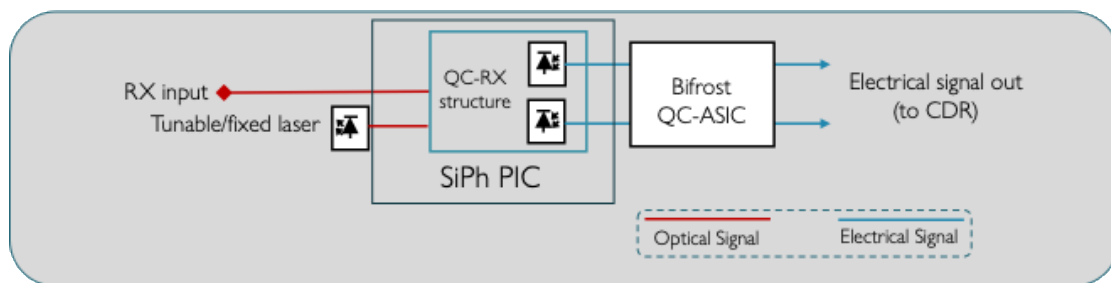 RX input
Tunable/fixed laser
QC-RX
structure
SiPh PIC
Bifrost
QC-ASIC
Electrical signal out
(to CDR)
Optical Signal
Electrical Signal